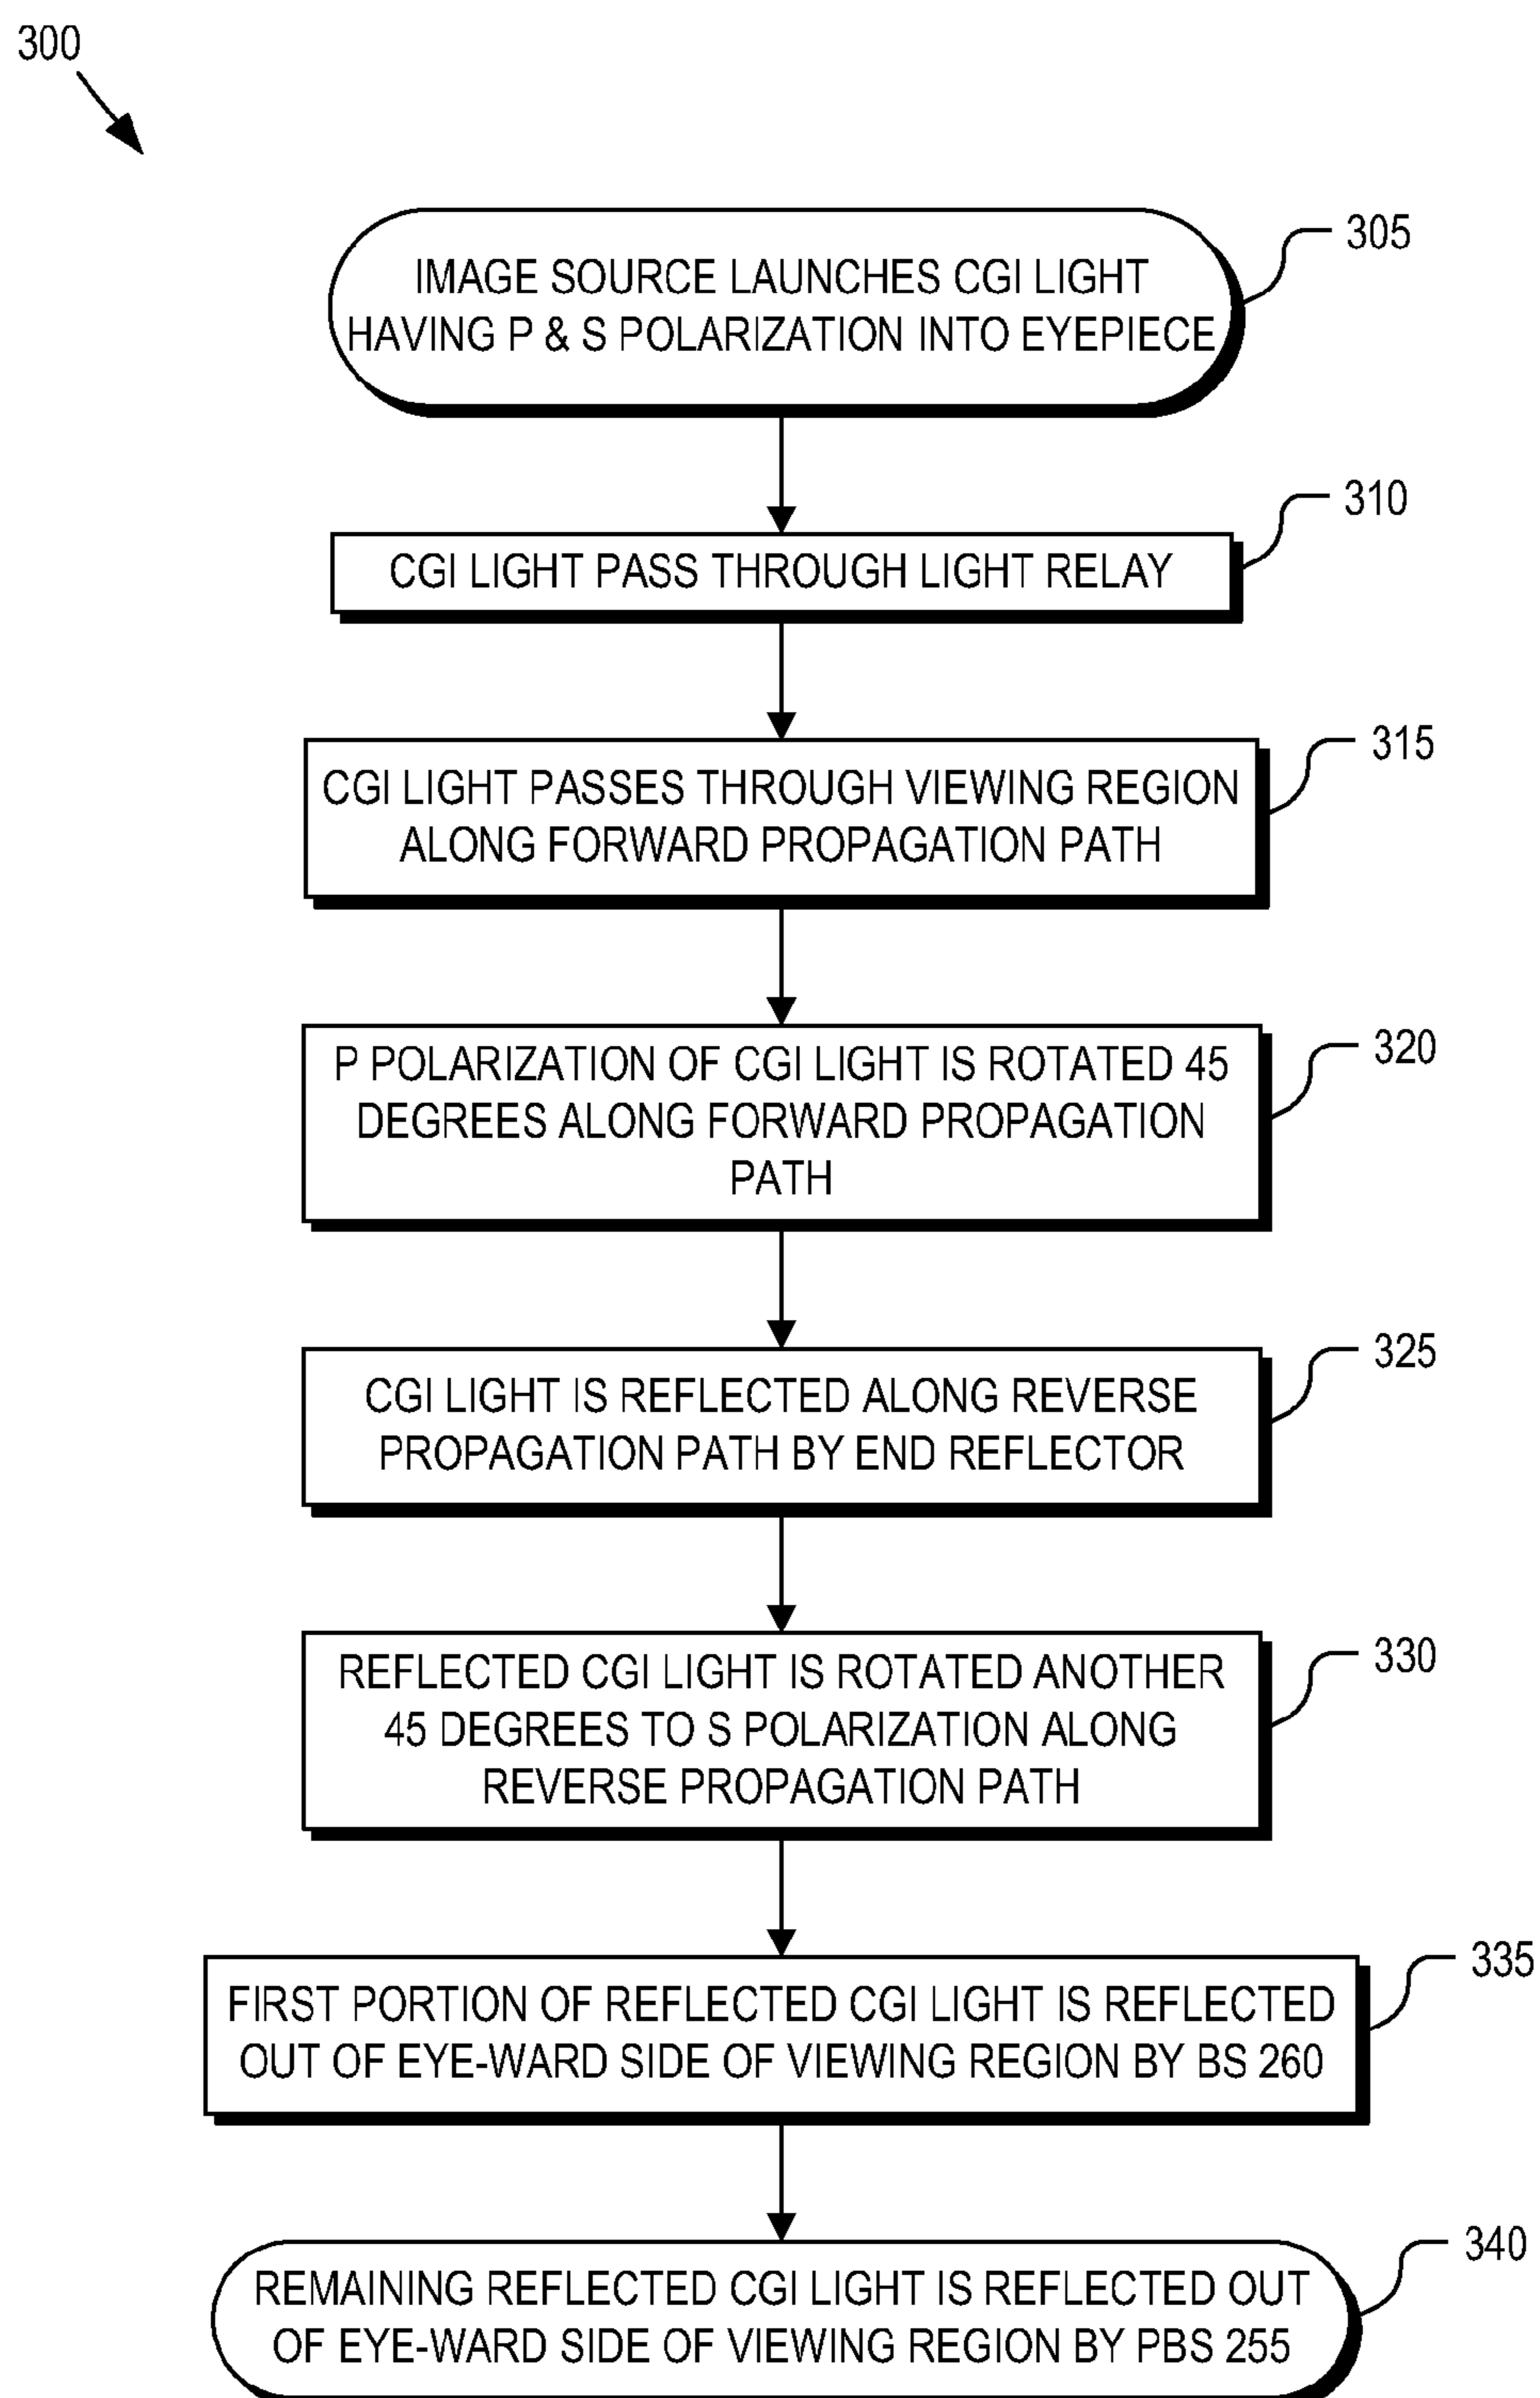 300
305
IMAGE SOURCE LAUNCHES CGI LIGHT
HAVING P & S POLARIZATION INTO EYEPIECE
310
CGI LIGHT PASS THROUGH LIGHT RELAY
315
CGI LIGHT PASSES THROUGH VIEWING REGION
ALONG FORWARD PROPAGATION PATH
320
P POLARIZATION OF CGI LIGHT IS ROTATED 45
DEGREES ALONG FORWARD PROPAGATION
PATH
325
CGI LIGHT IS REFLECTED ALONG REVERSE
PROPAGATION PATH BY END REFLECTOR
330
REFLECTED CGI LIGHT IS ROTATED ANOTHER
45 DEGREES TO S POLARIZATION ALONG
REVERSE PROPAGATION PATH
335
FIRST PORTION OF REFLECTED CGI LIGHT IS REFLECTED
OUT OF EYE-WARD SIDE OF VIEWING REGION BY BS 260
340
REMAINING REFLECTED CGI LIGHT IS REFLECTED OUT
OF EYE-WARD SIDE OF VIEWING REGION BY PBS 255